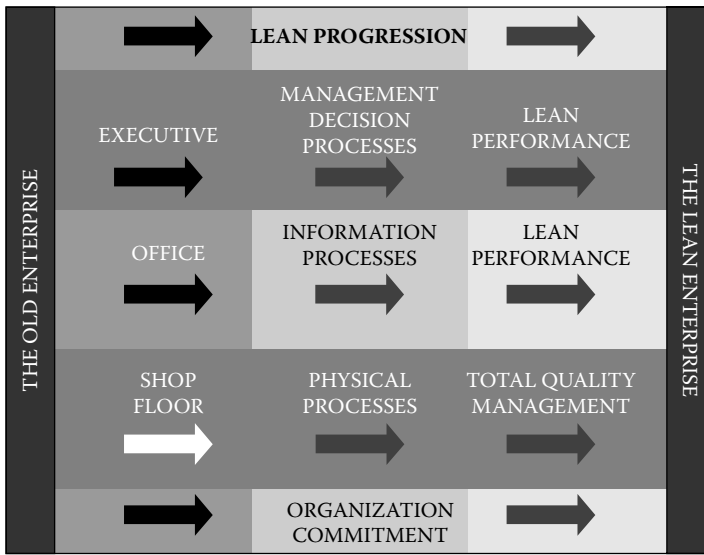 LEAN PROGRESSION
THE OLD ENTERPRISE
EXECUTIVE
MANAGEMENT
DECISION
PROCESSES
LEAN
PERFORMANCE
OFFICE
INFORMATION
PROCESSES
LEAN
PERFORMANCE
SHOP
FLOOR
PHYSICAL
PROCESSES
TOTAL QUALITY
MANAGEMENT
ORGANIZATION
COMMITMENT
THE LEAN ENTERPRISE